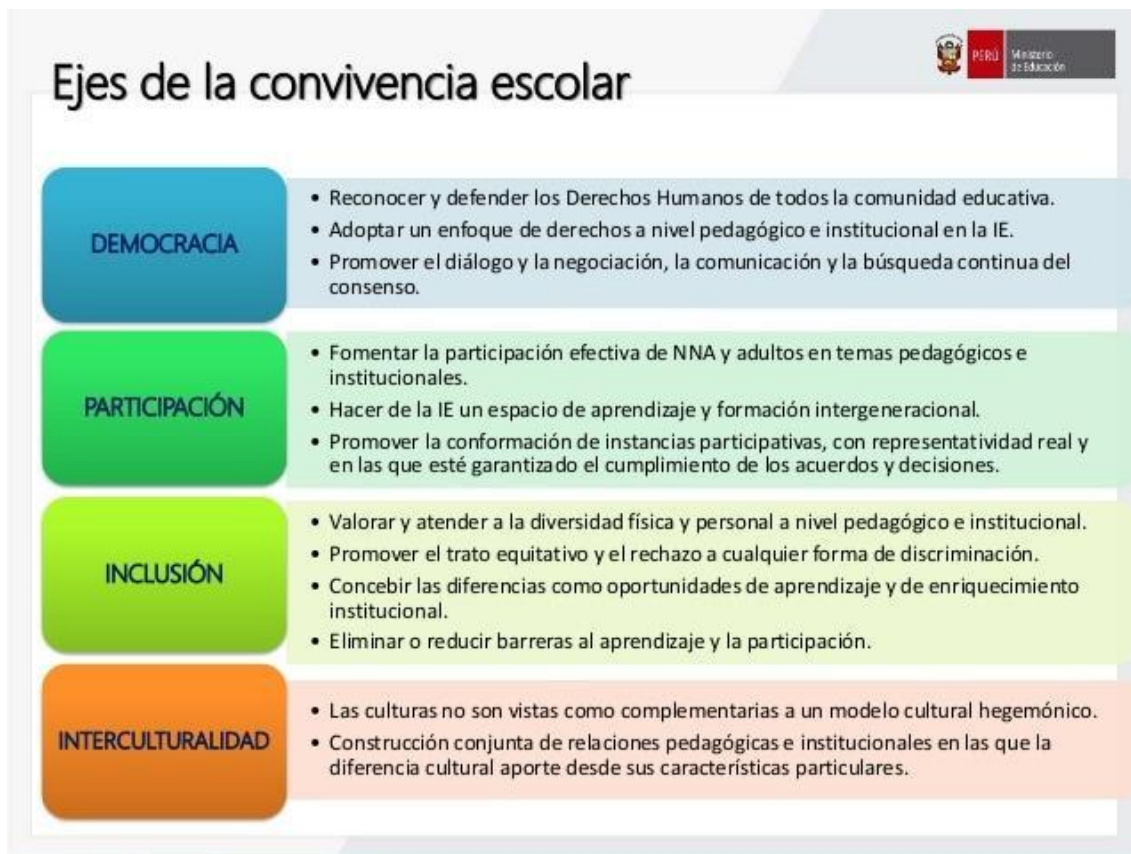 Ejes de la convivencia escolar
PERÚ
Ministerio
de Educación
DEMOCRACIA
• Reconocer y defender los Derechos Humanos de todos la comunidad educativa.
• Adoptar un enfoque de derechos a nivel pedagógico e institucional en la IE.
• Promover el diálogo y la negociación, la comunicación y la búsqueda continua del
consenso.
PARTICIPACIÓN
• Fomentar la participación efectiva de NNA y adultos en temas pedagógicos e
institucionales.
• Hacer de la IE un espacio de aprendizaje y formación intergeneracional.
• Promover la conformación de instancias participativas, con representatividad real y
en las que esté garantizado el cumplimiento de los acuerdos y decisiones.
INCLUSIÓN
• Valorar y atender a la diversidad física y personal a nivel pedagógico e institucional.
• Promover el trato equitativo y el rechazo a cualquier forma de discriminación.
• Concebir las diferencias como oportunidades de aprendizaje y de enriquecimiento
institucional.
• Eliminar o reducir barreras al aprendizaje y la participación.
INTERCULTURALIDAD
• Las culturas no son vistas como complementarias a un modelo cultural hegemónico.
• Construcción conjunta de relaciones pedagógicas e institucionales en las que la
diferencia cultural aporte desde sus características particulares.